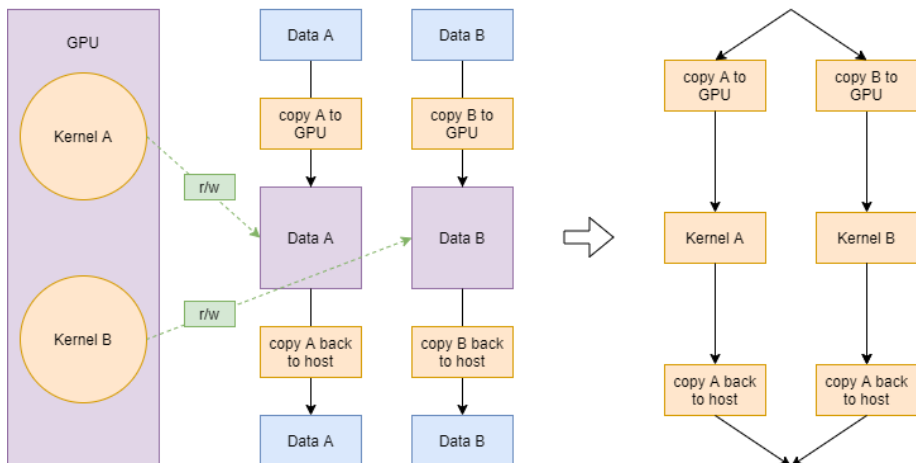 GPU
Kernel A
r/w
Kernel B
r/w
Data A
copy A to
GPU
Data A
copy A back
to host
Data A
Data B
copy B to
GPU
Data B
copy B back
to host
Data B
copy A to
GPU
Kernel A
copy A back
to host
copy B to
GPU
Kernel B
copy A back
to host